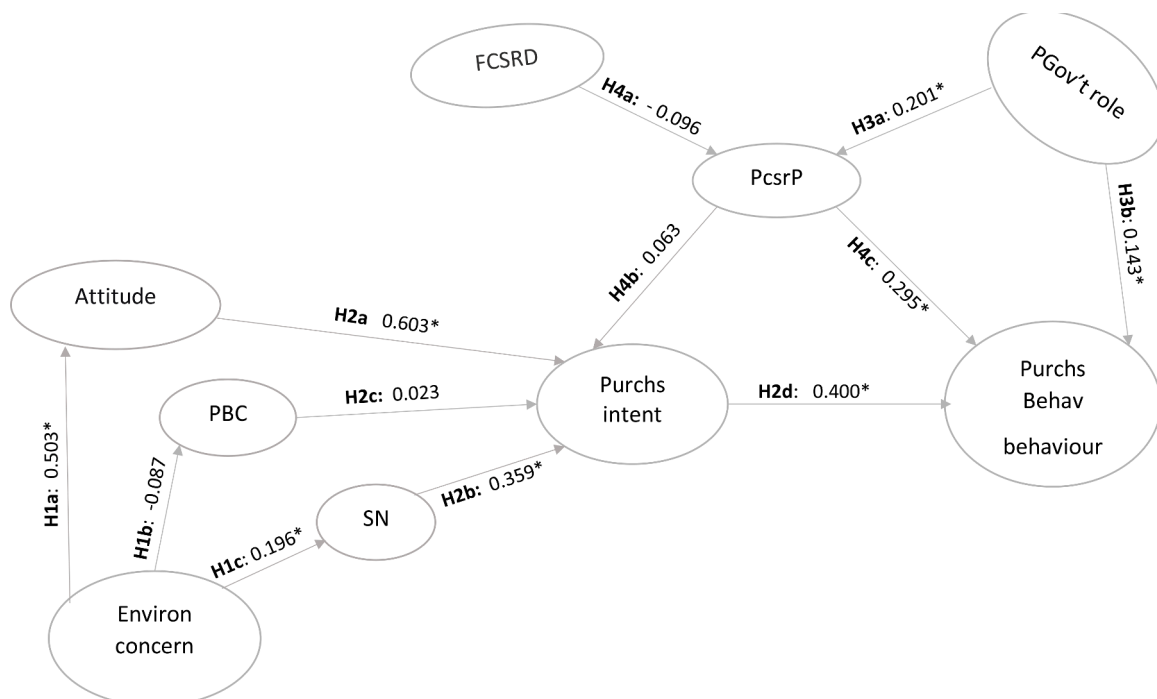 FCSRD
PGov't role
H4a: - 0.096
H3a: 0.201*
PcsrP
H3b: 0.143*
H4b: 0.063
H4c: 0.295*
Attitude
H2a 0.603*
Purchs
intent
Purchs
Behav
behaviour
H2c: 0.023
H2d: 0.400*
PBC
H1a: 0.503*
H1b: -0.087
H2b: 0.359*
SN
H1c: 0.196*
Environ
concern